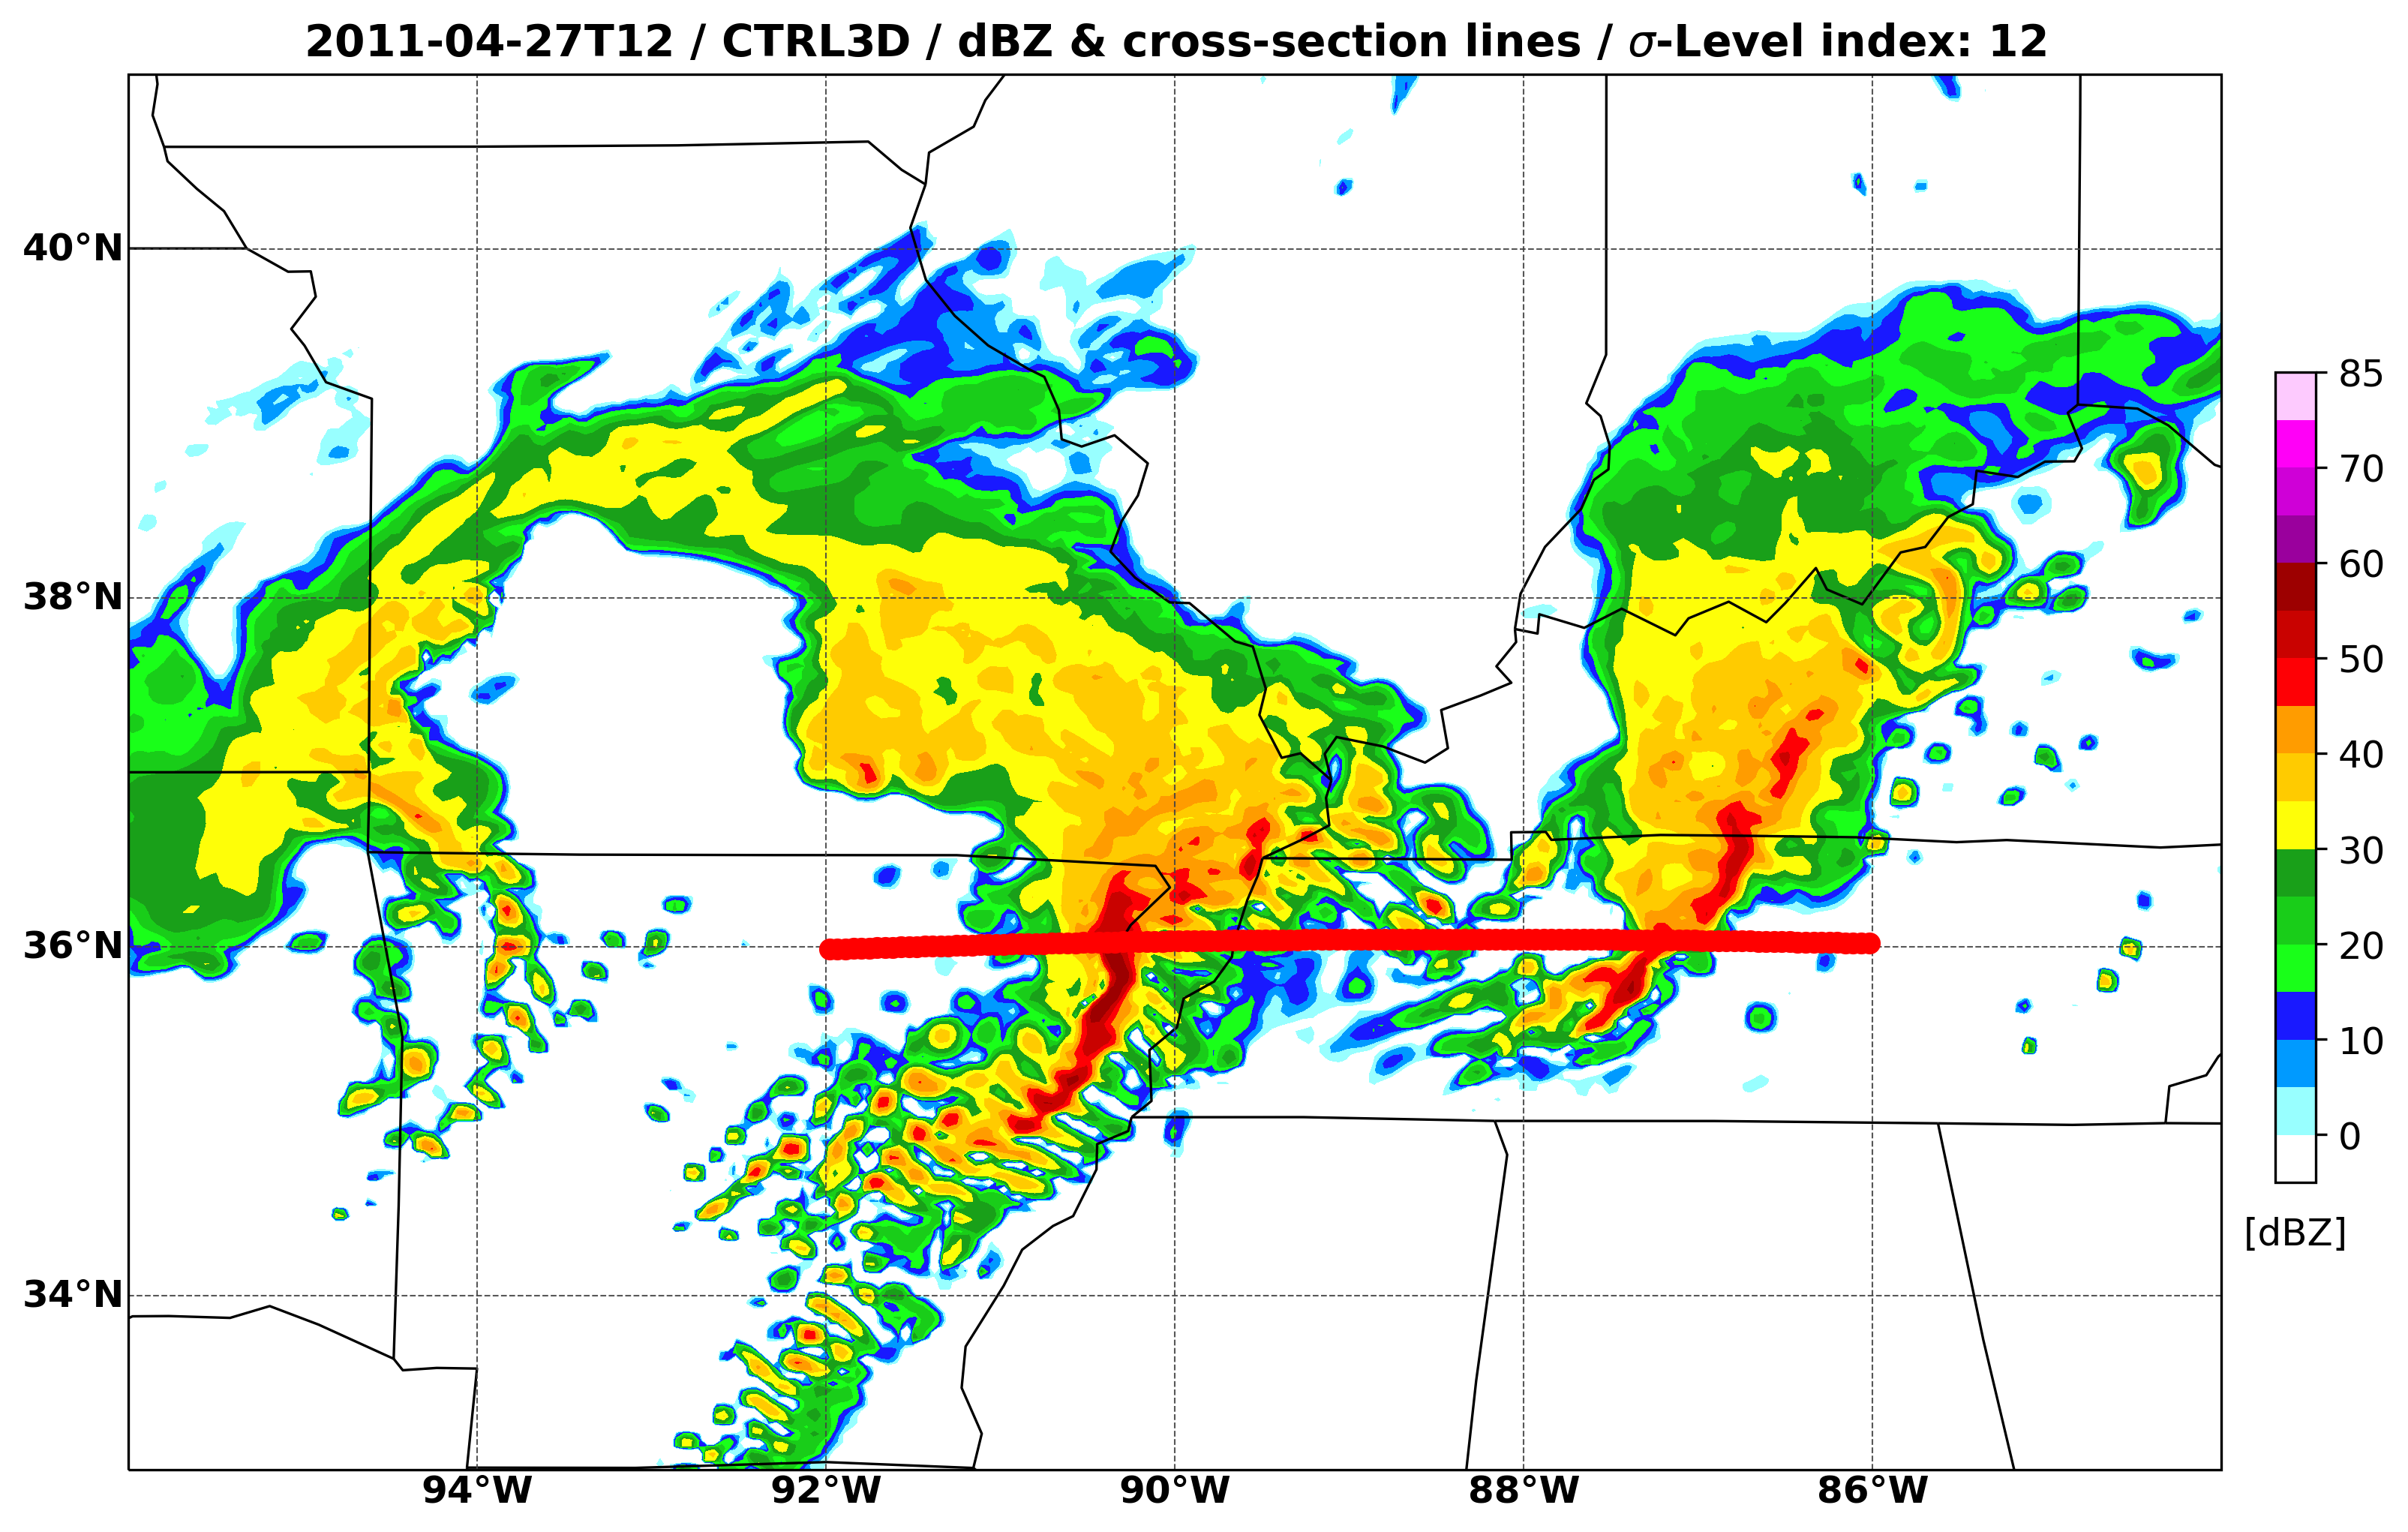 2011-04-27T12 / CTRL3D / dBZ & cross-section lines / σ-Level index: 12
40°N
38°N
36°N
34°N
94°W
92°W
90°W
88°W
86°W
85
70
60
50
40
30
20
10
0
[dBZ]